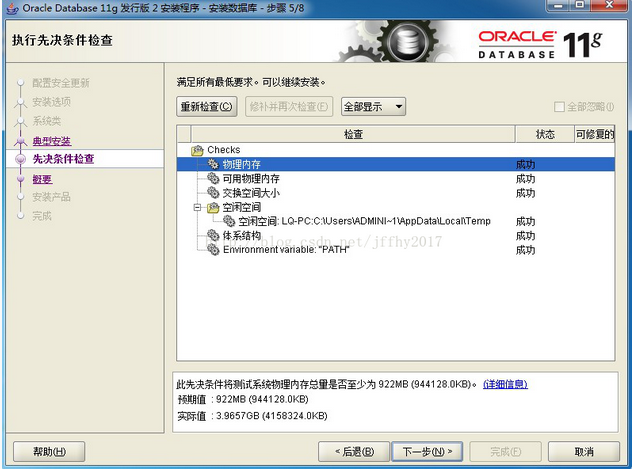 Oracle Database 11g 发行版 2 安装程序 - 安装数据库 - 步骤 5/8
执行先决条件检查
ORACLE
DATABASE 11g
配置安全更新
安装选项
系统类
典型安装
先决条件检查
概要
安装产品
完成
满足所有最低要求。可以继续安装。
重新检查(C) 修补并再次检查(F) 全部显示 全部忽略(I)
检查 状态 可修复的
Checks
物理内存 成功
可用物理内存 成功
交换空间大小 成功
空闲空间
空闲空间: LQ-PC:C:\Users\ADMINI~1\AppData\Local\Temp 成功
体系结构 成功
Environment variable: "PATH" 成功
blog.csdn.net/jffhy2017
此先决条件将测试系统物理内存总量是否至少为 922MB (944128.0KB)。 (详细信息)
预期值 : 922MB (944128.0KB)
实际值 : 3.9657GB (4158324.0KB)
帮助(H) < 后退(B) 下一步(N) > 完成(F) 取消